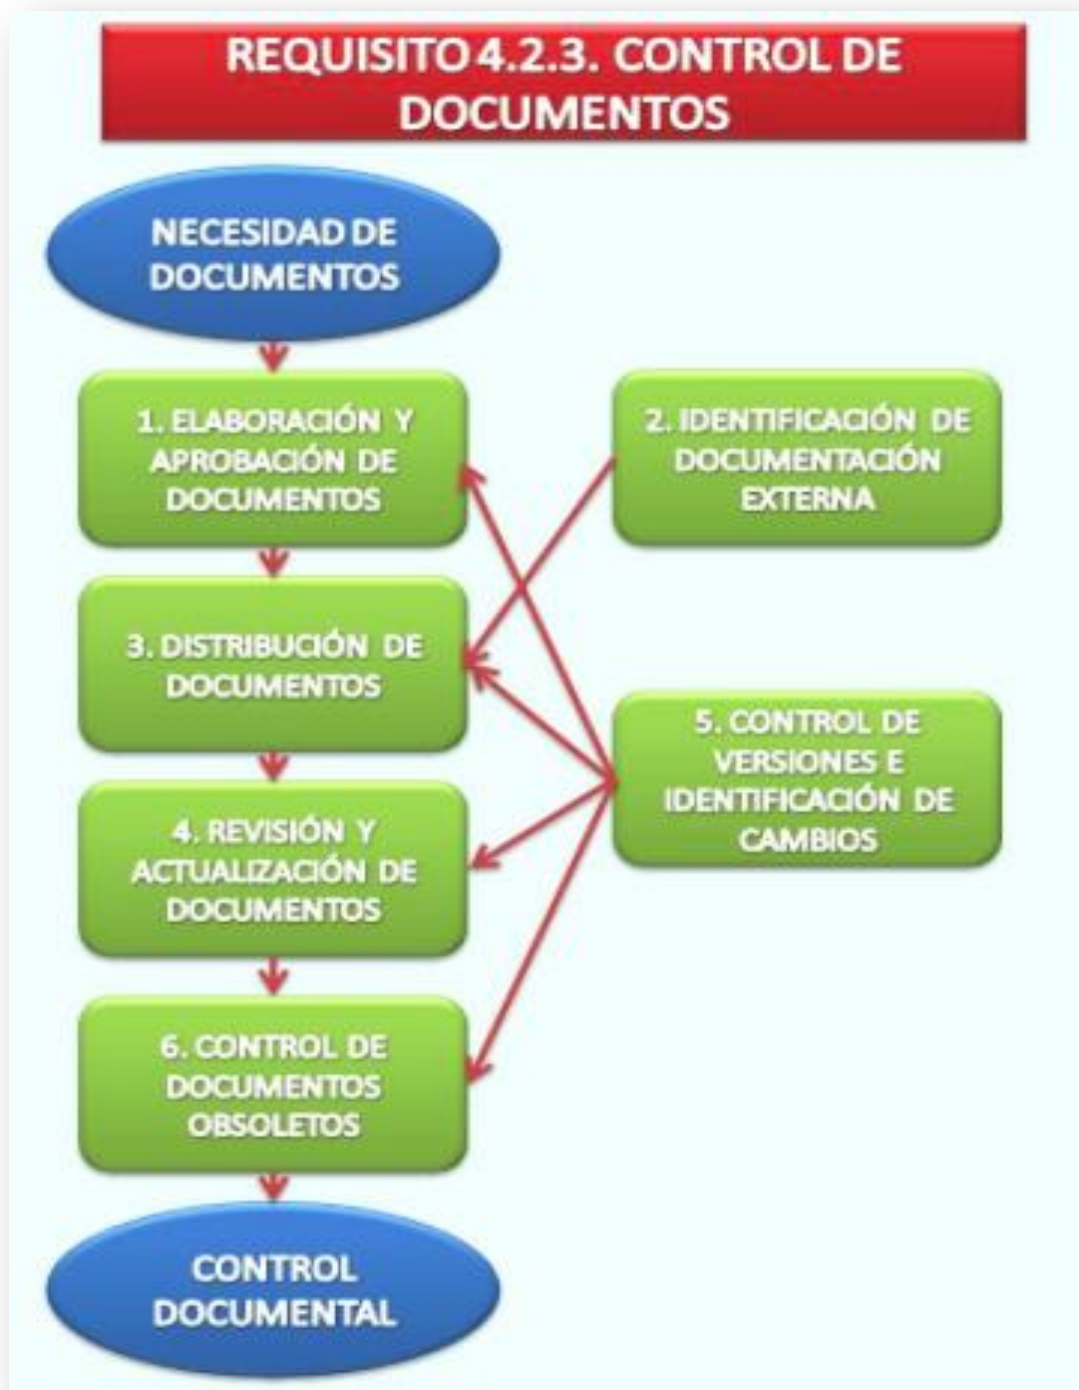 REQUISITO 4.2.3. CONTROL DE
DOCUMENTOS
NECESIDAD DE
DOCUMENTOS
1. ELABORACIÓN Y
APROBACIÓN DE
DOCUMENTOS
2. IDENTIFICACIÓN DE
DOCUMENTACIÓN
EXTERNA
3. DISTRIBUCIÓN DE
DOCUMENTOS
4. REVISIÓN Y
ACTUALIZACIÓN DE
DOCUMENTOS
5. CONTROL DE
VERSIONES E
IDENTIFICACIÓN DE
CAMBIOS
6. CONTROL DE
DOCUMENTOS
OBSOLETOS
CONTROL
DOCUMENTAL